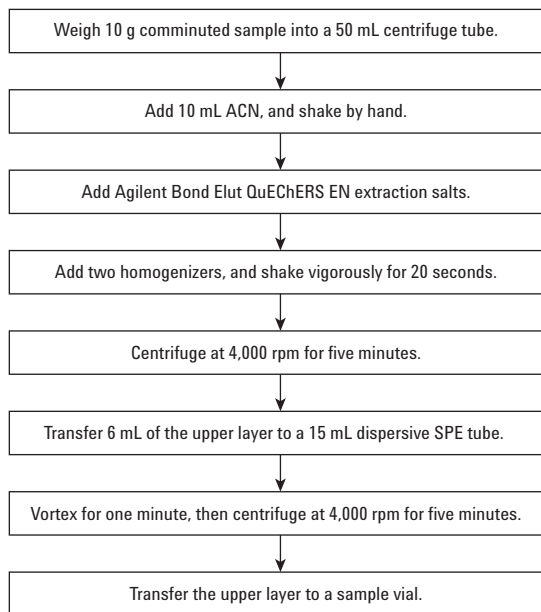 Weigh 10 g comminuted sample into a 50 mL centrifuge tube.
Add 10 mL ACN, and shake by hand.
Add Agilent Bond Elut QuEChERS EN extraction salts.
Add two homogenizers, and shake vigorously for 20 seconds.
Centrifuge at 4,000 rpm for five minutes.
Transfer 6 mL of the upper layer to a 15 mL dispersive SPE tube.
Vortex for one minute, then centrifuge at 4,000 rpm for five minutes.
Transfer the upper layer to a sample vial.